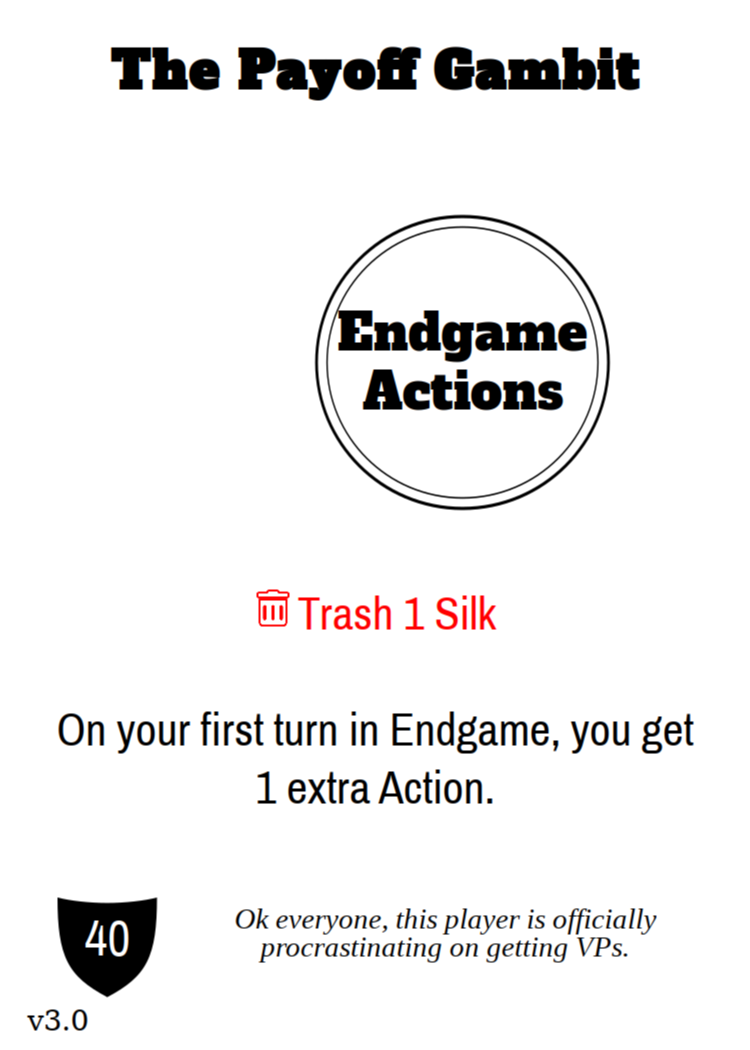 The Payoff Gambit
Endgame
Actions
Trash 1 Silk
On your first turn in Endgame, you get
1 extra Action.
40
Ok everyone, this player is officially
procrastinating on getting VPs.
v3.0